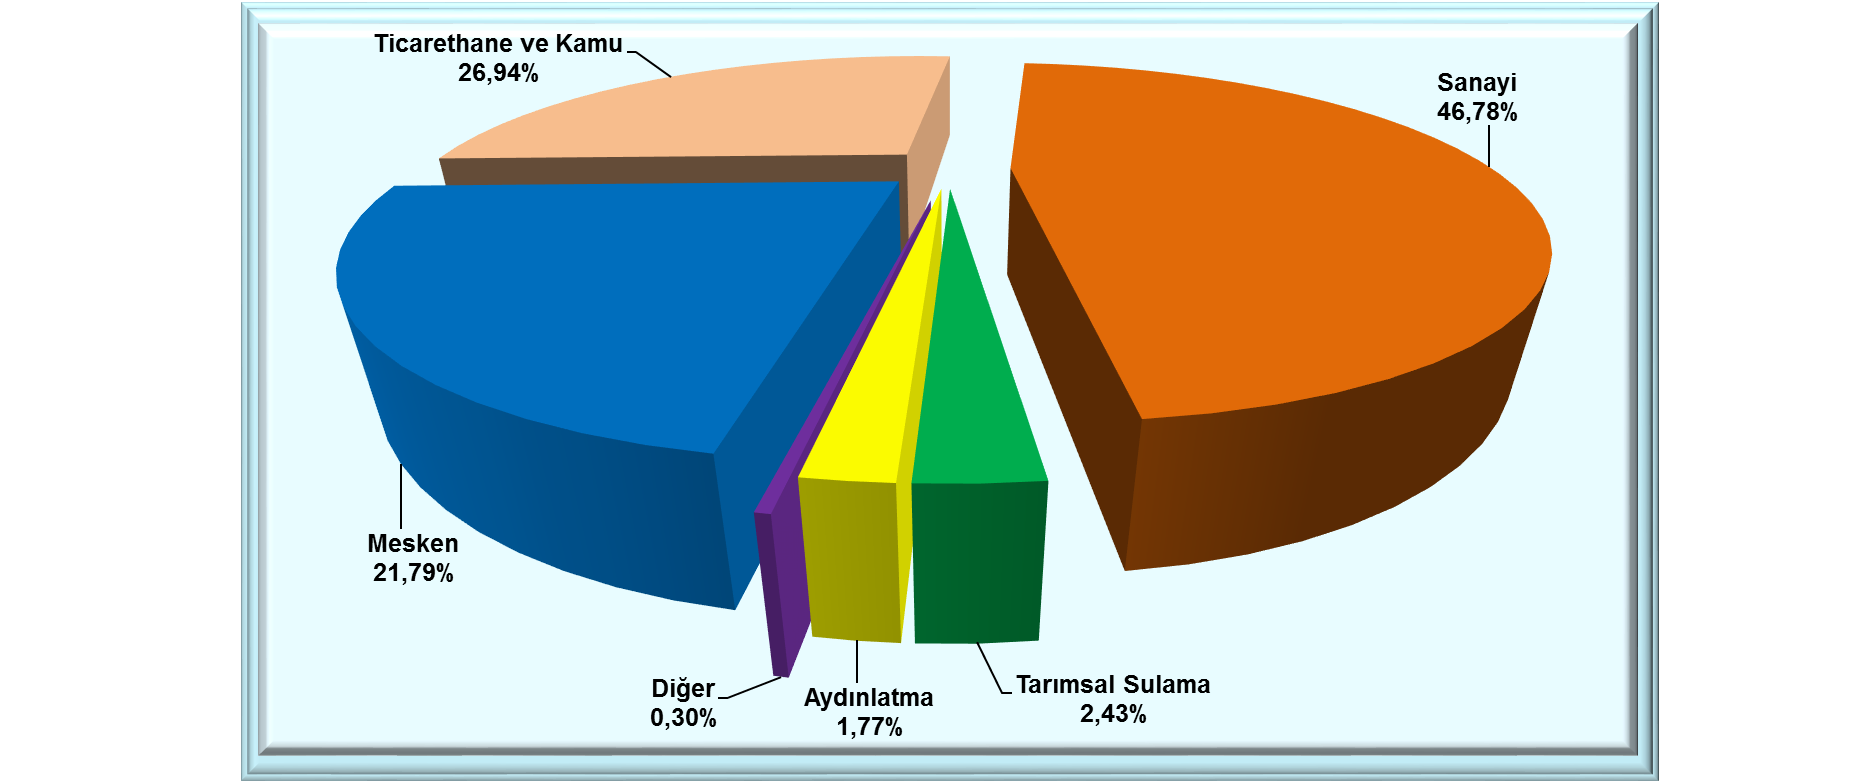 Ticarethane ve Kamu
26,94%
Sanayi
46,78%
Mesken
21,79%
Diğer
0,30%
Aydınlatma
1,77%
Tarımsal Sulama
2,43%